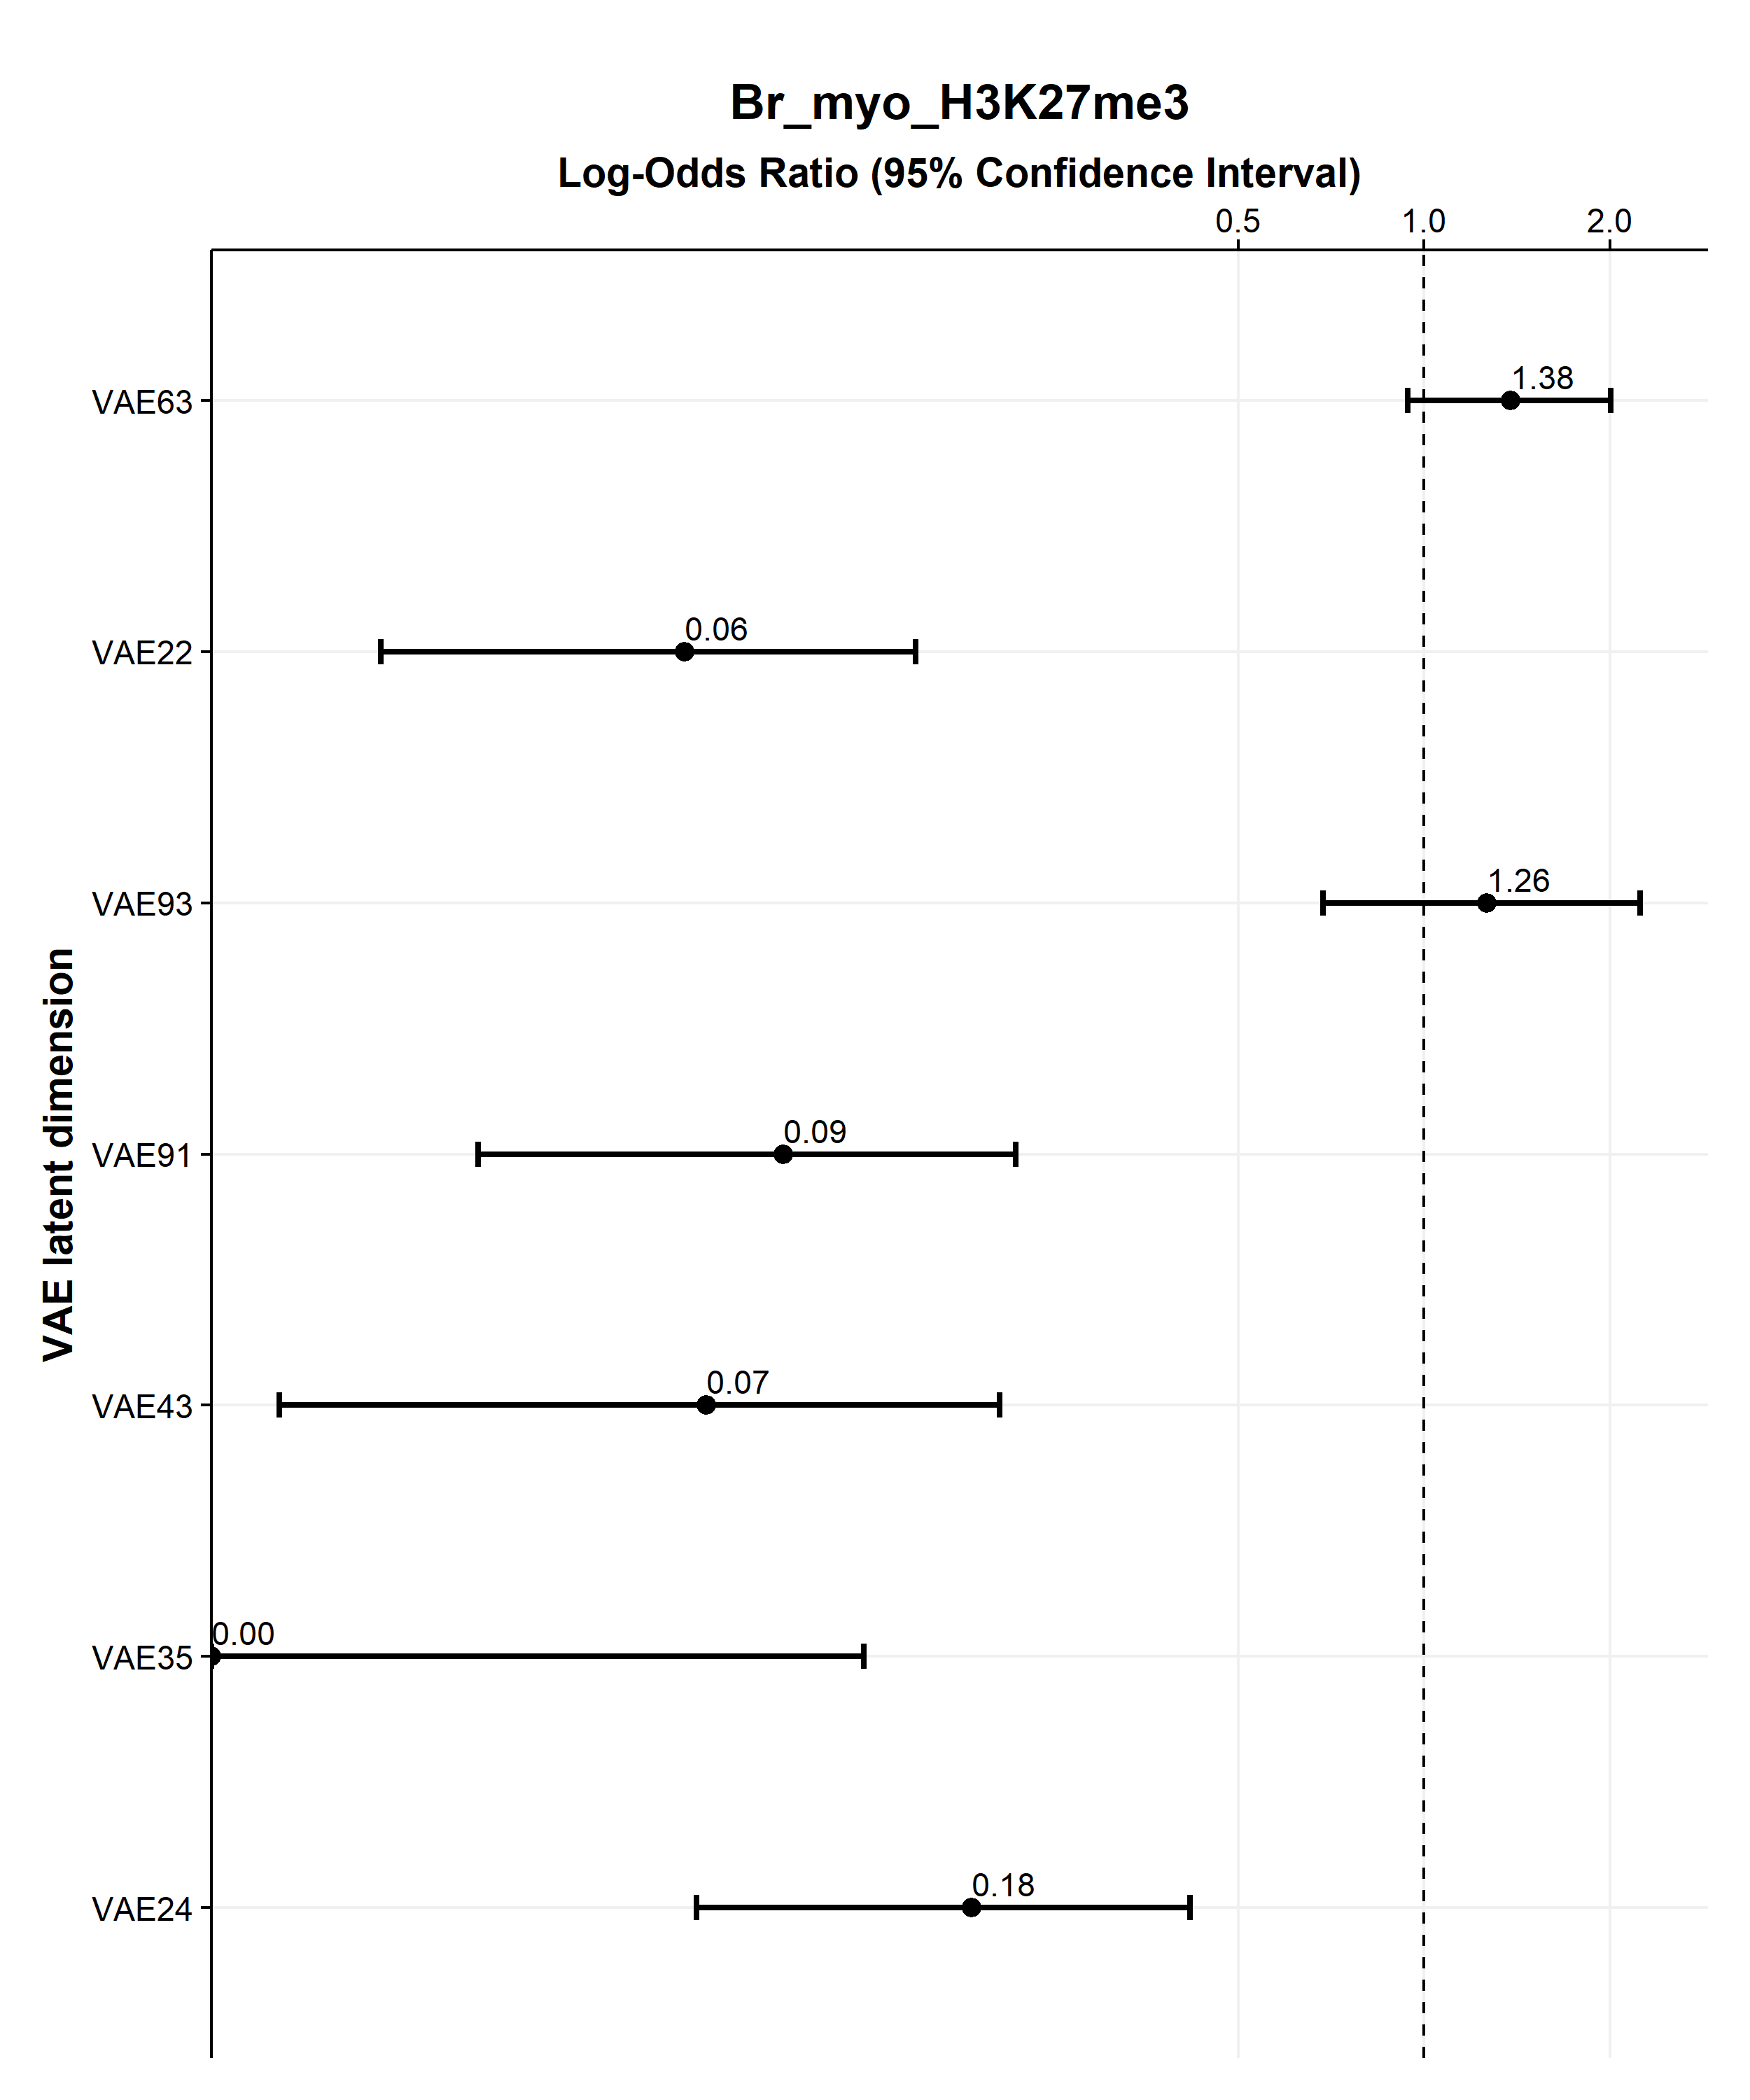 Br_myo_H3K27me3
Log-Odds Ratio (95% Confidence Interval)
0.5 1.0 2.0
VAE latent dimension
VAE63 1.38
VAE22 0.06
VAE93 1.26
VAE91 0.09
VAE43 0.07
VAE35 0.00
VAE24 0.18